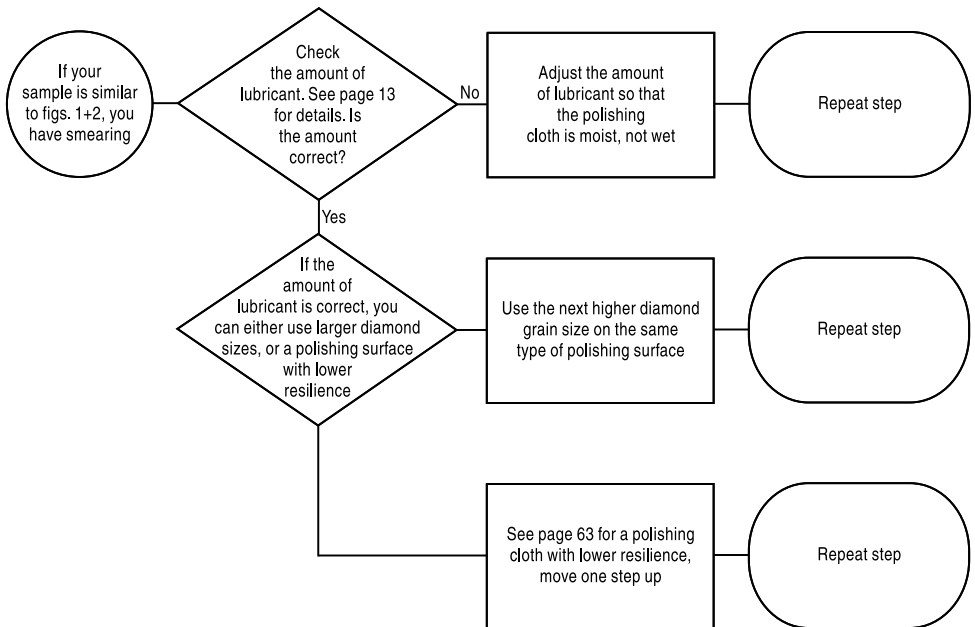 If your
sample is similar
to figs. 1+2, you
have smearing
Check
the amount of
lubricant. See page 13
for details. Is
the amount
correct?
No
Adjust the amount
of lubricant so that
the polishing
cloth is moist, not wet
Repeat step
Yes
If the
amount of
lubricant is correct, you
can either use larger diamond
sizes, or a polishing surface
with lower
resilience
Use the next higher diamond
grain size on the same
type of polishing surface
Repeat step
See page 63 for a polishing
cloth with lower resilience,
move one step up
Repeat step